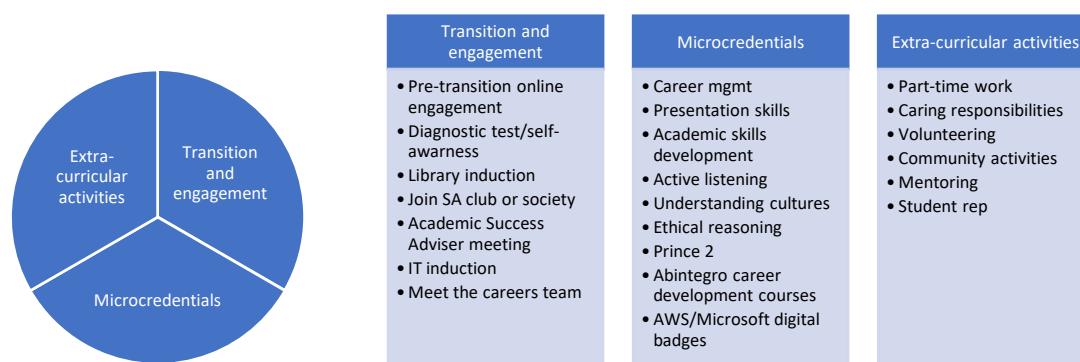 Extra-
curricular
activities
Transition
and
engagement
Microcredentials
Transition and
engagement
• Pre-transition online
engagement
• Diagnostic test/self-
awarness
• Library induction
• Join SA club or society
• Academic Success
Adviser meeting
• IT induction
• Meet the careers team
Microcredentials
• Career mgmt
• Presentation skills
• Academic skills
development
• Active listening
• Understanding cultures
• Ethical reasoning
• Prince 2
• Abintegro career
development courses
• AWS/Microsoft digital
badges
Extra-curricular activities
• Part-time work
• Caring responsibilities
• Volunteering
• Community activities
• Mentoring
• Student rep